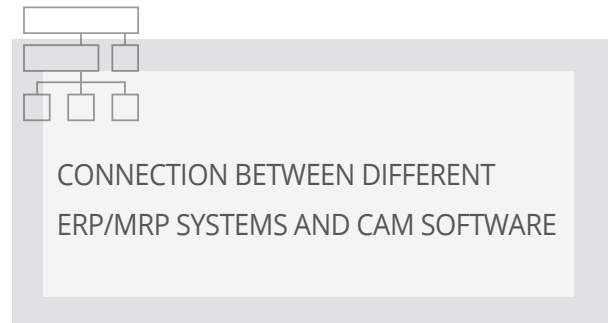 CONNECTION BETWEEN DIFFERENT
ERP/MRP SYSTEMS AND CAM SOFTWARE